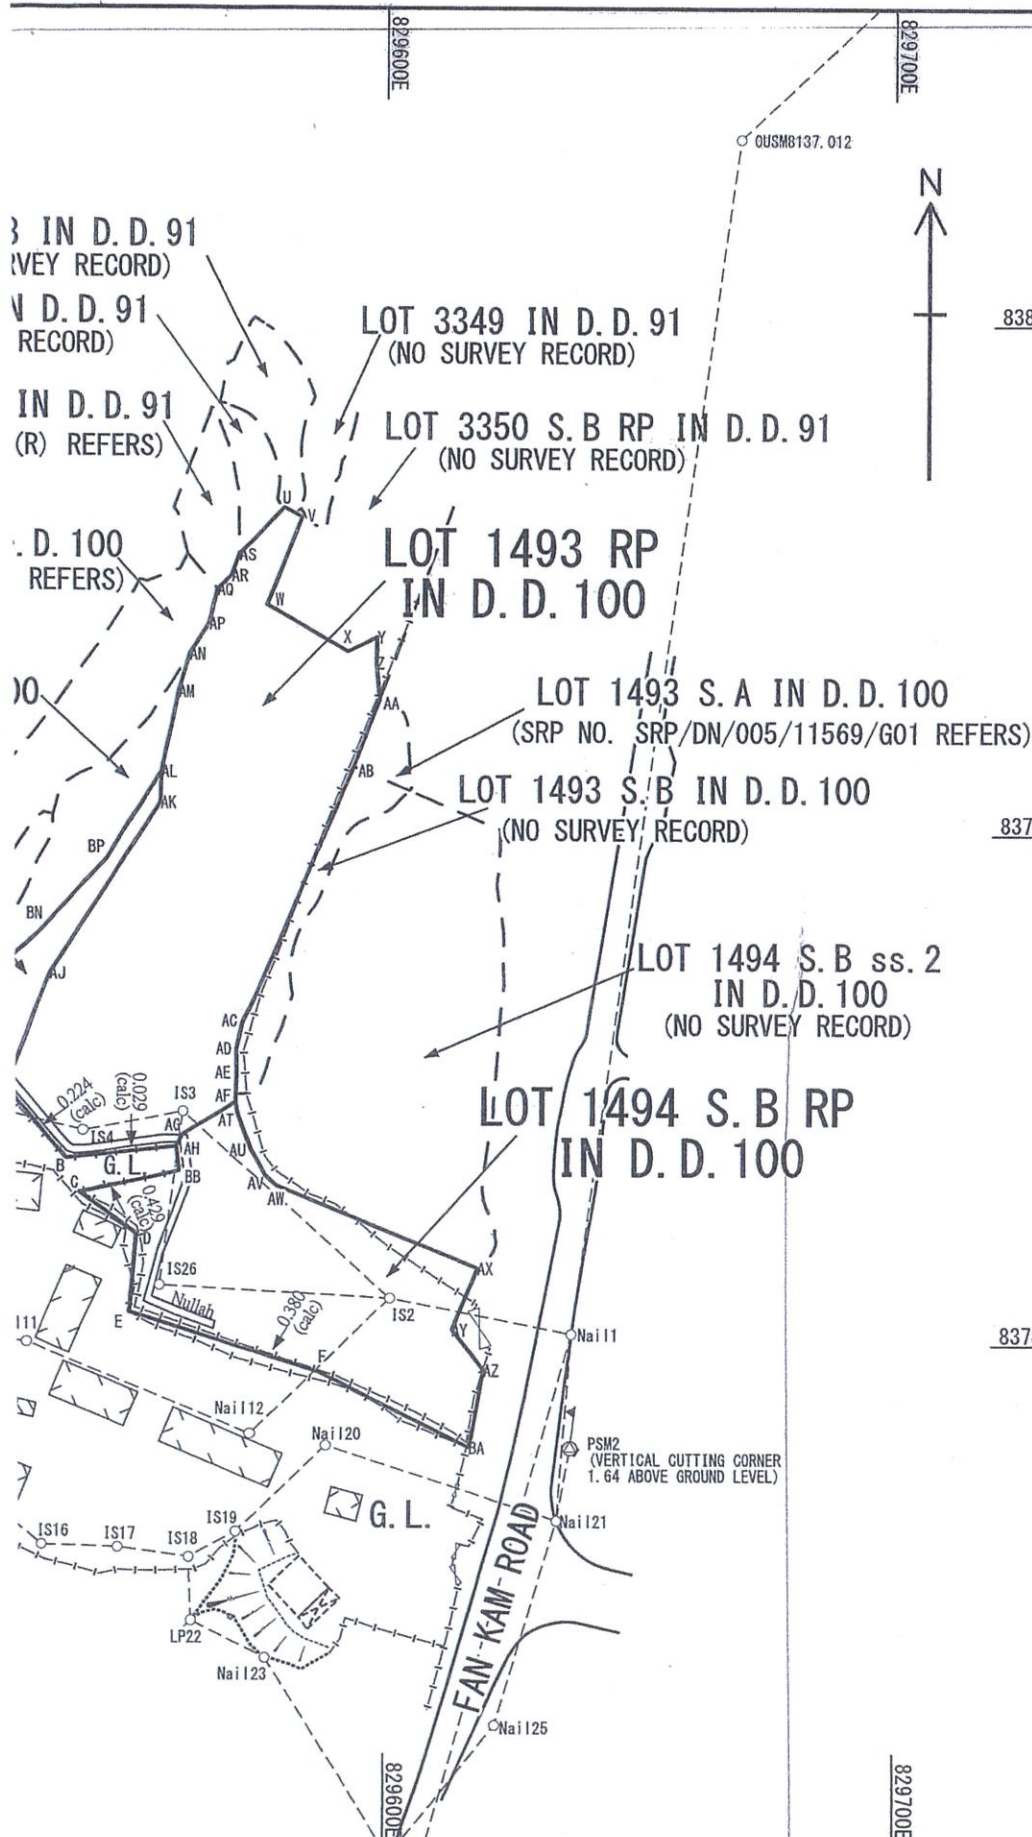 829600E
829700E
OUSM8137.012
N
IN D.D.91
RVEY RECORD)
LOT 3349 IN D.D.91
(NO SURVEY RECORD)
838
N D.D.91
RECORD)
IN D.D.91
(R) REFERS)
LOT 3350 S.B RP IN D.D.91
(NO SURVEY RECORD)
U
V
.D.100
REFERS)
LOT 1493 RP
IN D.D.100
AS
AR
AQ
W
AP
X
Y
AN
Z
AM
AA
00
LOT 1493 S.A IN D.D.100
(SRP NO. SRP/DN/005/11569/G01 REFERS)
AL
AB
AK
LOT 1493 S.B IN D.D.100
(NO SURVEY RECORD)
837
BP
BN
AJ
LOT 1494 S.B ss.2
IN D.D.100
(NO SURVEY RECORD)
AC
AD
AE
AF
0.224
(calc)
0.029
(calc)
IS3
IS4
AG
AT
LOT 1494 S.B RP
IN D.D.100
B
G.L.
AH
AU
C
BB
AV
AW.
0.429
(calc)
D
IS26
AX
Nullah
0.380
(calc)
IS2
E
I11
Nail1
837
F
AZ
Nail12
Nail20
BA
PSM2
(VERTICAL CUTTING CORNER
1.64 ABOVE GROUND LEVEL)
G.L.
Nail21
IS16
IS17
IS18
IS19
FAN KAM ROAD
LP22
Nail23
Nail25
829600E
829700E